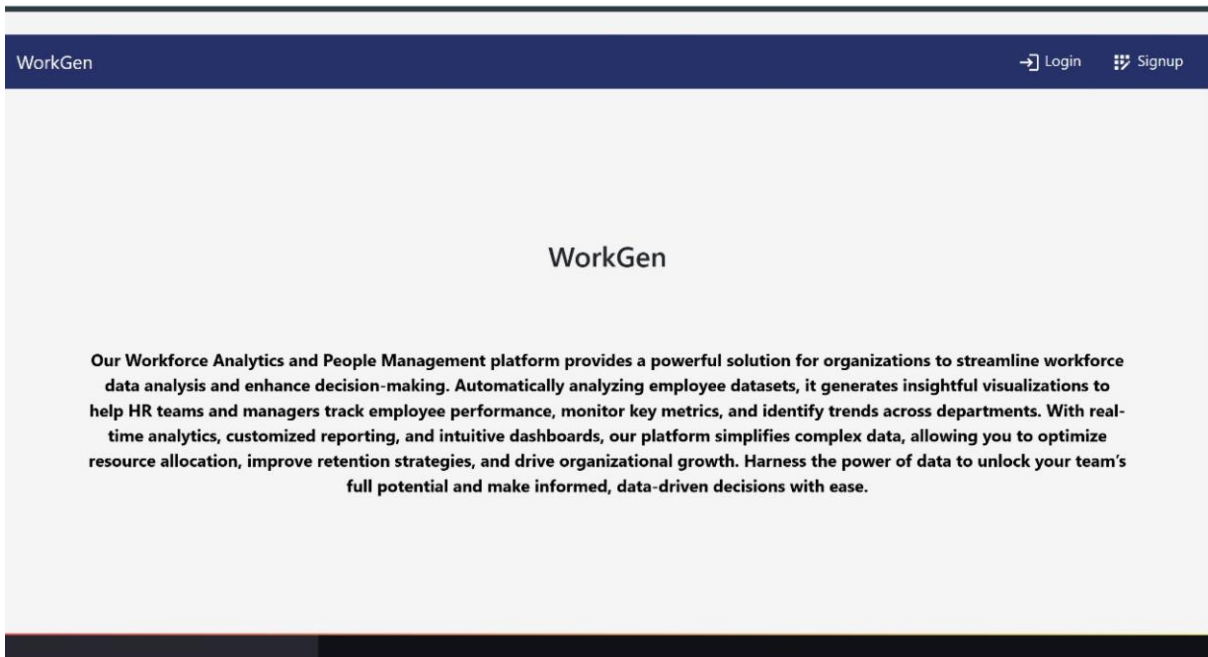 WorkGen
Login
Signup
WorkGen
Our Workforce Analytics and People Management platform provides a powerful solution for organizations to streamline workforce
data analysis and enhance decision-making. Automatically analyzing employee datasets, it generates insightful visualizations to
help HR teams and managers track employee performance, monitor key metrics, and identify trends across departments. With real-
time analytics, customized reporting, and intuitive dashboards, our platform simplifies complex data, allowing you to optimize
resource allocation, improve retention strategies, and drive organizational growth. Harness the power of data to unlock your team’s
full potential and make informed, data-driven decisions with ease.